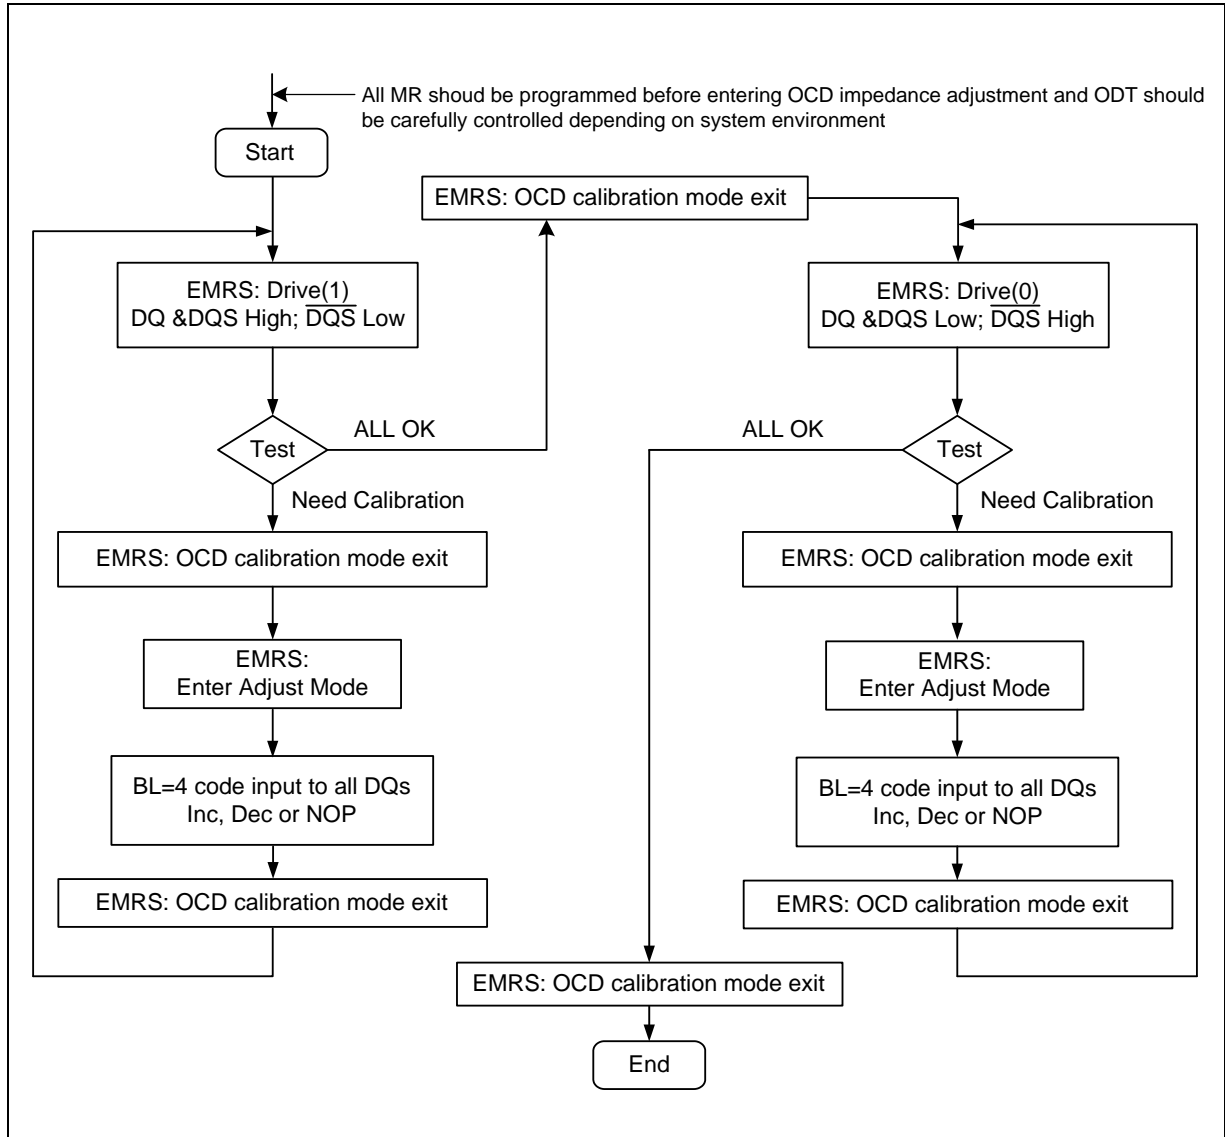 All MR shoud be programmed before entering OCD impedance adjustment and ODT should
be carefully controlled depending on system environment
Start
EMRS: OCD calibration mode exit
EMRS: Drive(1)
DQ &DQS High; D̅Q̅S̅ Low
Test
ALL OK
Need Calibration
EMRS: OCD calibration mode exit
EMRS:
Enter Adjust Mode
BL=4 code input to all DQs
Inc, Dec or NOP
EMRS: OCD calibration mode exit
EMRS: Drive(0)
DQ &DQS Low; D̅Q̅S̅ High
Test
ALL OK
Need Calibration
EMRS: OCD calibration mode exit
EMRS:
Enter Adjust Mode
BL=4 code input to all DQs
Inc, Dec or NOP
EMRS: OCD calibration mode exit
EMRS: OCD calibration mode exit
End